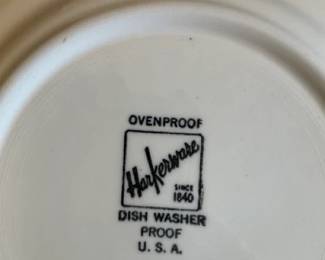 OVENPROOF
Harkerware
SINCE
1840
DISH WASHER
PROOF
U.S.A.